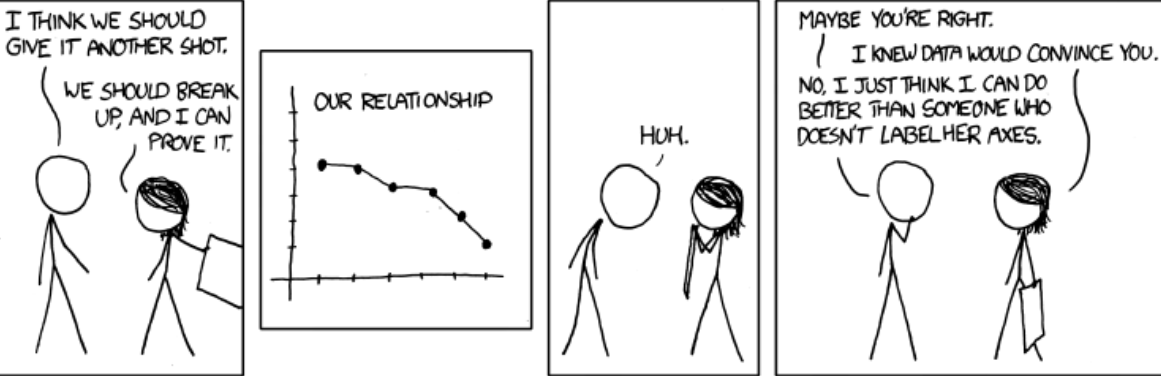 I THINK WE SHOULD
GIVE IT ANOTHER SHOT.
WE SHOULD BREAK
UP, AND I CAN
PROVE IT.
OUR RELATIONSHIP
HUH.
MAYBE YOU'RE RIGHT.
I KNEW DATA WOULD CONVINCE YOU.
NO, I JUST THINK I CAN DO
BETTER THAN SOMEONE WHO
DOESN'T LABEL HER AXES.